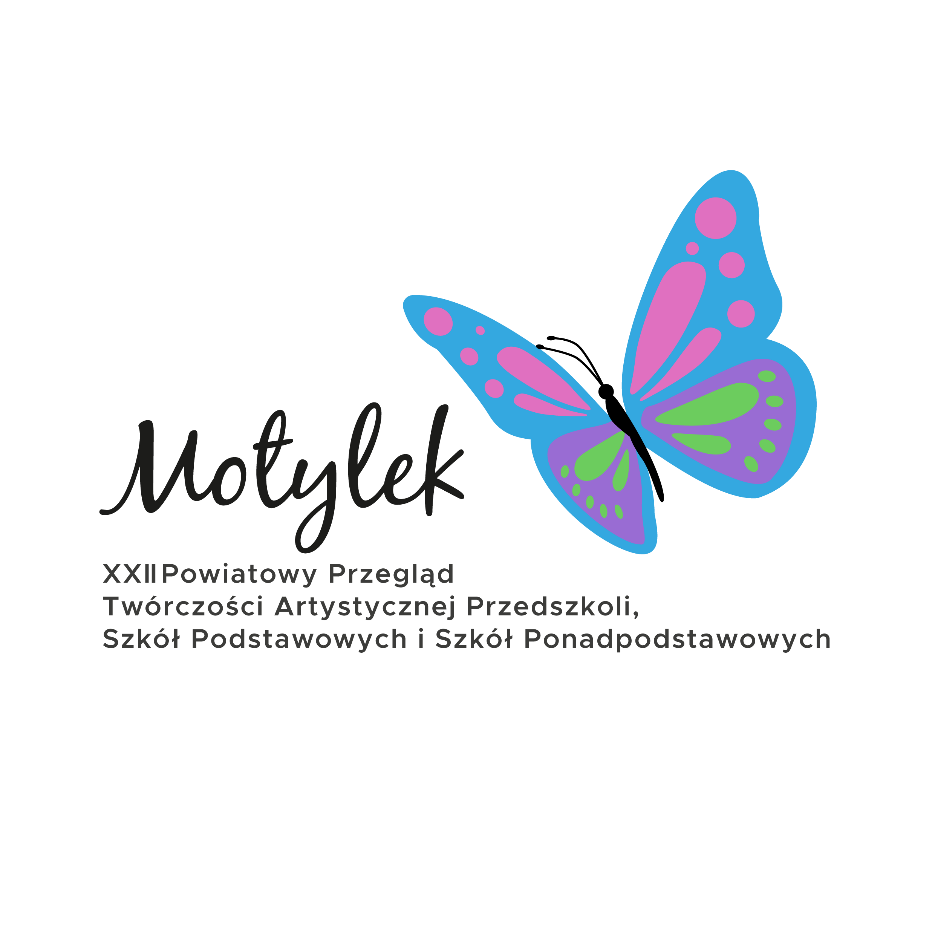 Motylek
XXII Powiatowy Przegląd
Twórczości Artystycznej Przedszkoli,
Szkół Podstawowych i Szkół Ponadpodstawowych